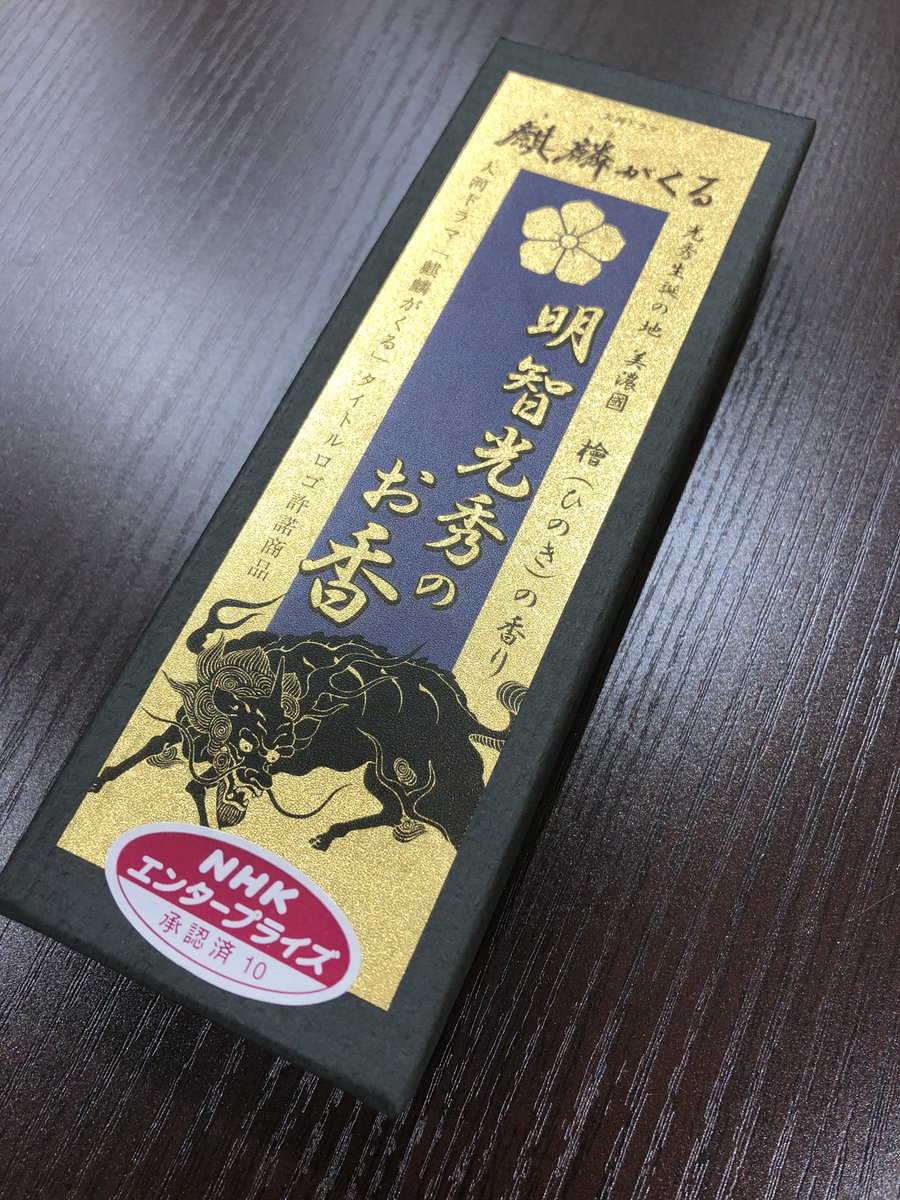 大河ドラマ
麒麟がくる
光秀生誕の地 美濃國 檜(ひのき)の香り
明智光秀の
お香
大河ドラマ「麒麟がくる」タイトルロゴ許諾商品
NHK
エンタープライズ
承認済 10